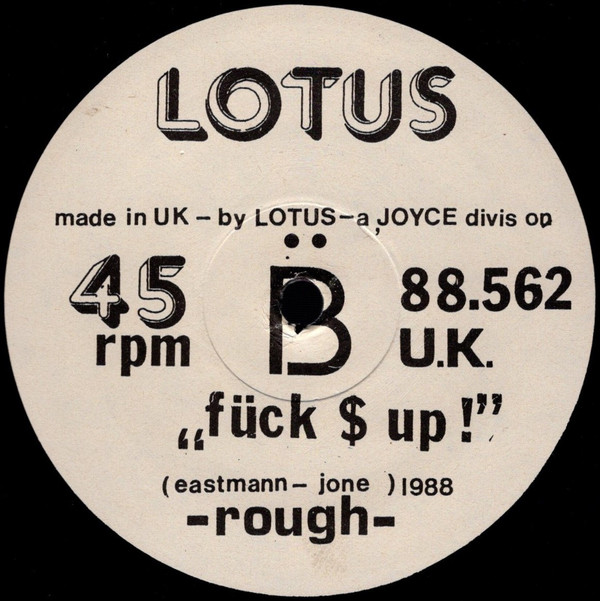 LOTUS
made in UK – by LOTUS – a JOYCE divis on
45 rpm
B̈
88.562 U.K.
„fück $ up !”
(eastmann – jone ) 1988
-rough-